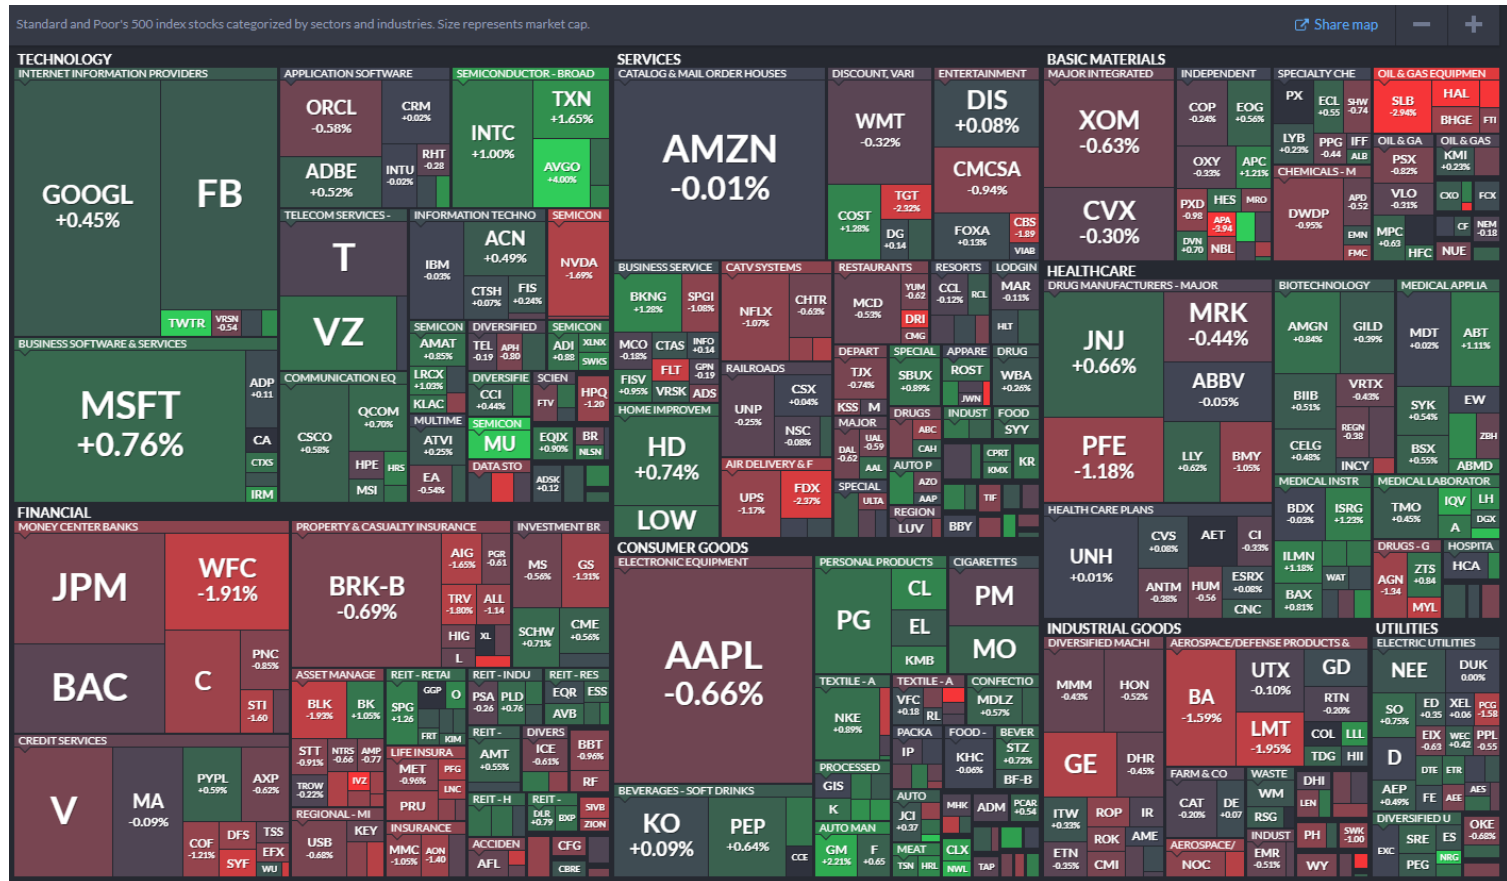 Standard and Poor's 500 index stocks categorized by sectors and industries. Size represents market cap.
Share map
TECHNOLOGY
INTERNET INFORMATION PROVIDERS
GOOGL
+0.45%
FB
TWTR
VRSN
-0.54
APPLICATION SOFTWARE
ORCL
-0.58%
CRM
+0.02%
ADBE
+0.52%
INTU
-0.02%
RHT
-0.28
SEMICONDUCTOR - BROAD
INTC
+1.00%
TXN
+1.65%
AVGO
+4.00%
TELECOM SERVICES -
T
VZ
INFORMATION TECHNO
IBM
-0.03%
ACN
+0.49%
CTSH
+0.07%
FIS
+0.24%
SEMICON
NVDA
-1.69%
BUSINESS SOFTWARE & SERVICES
MSFT
+0.76%
ADP
+0.11
CA
CTXS
IRM
COMMUNICATION EQ
CSCO
+0.58%
QCOM
+0.70%
HPE
HRS
MSI
SEMICON
AMAT
+0.85%
LRCX
+1.03%
KLAC
DIVERSIFIED
TEL
-0.19
APH
-0.80
SEMICON
ADI
+0.88
XLNX
SWKS
DIVERSIFIE
CCI
+0.44%
SCIEN
FTV
HPQ
-1.20
MULTIME
ATVI
+0.25%
EA
-0.54%
SEMICON
MU
EQIX
+0.90%
BR
NLSN
DATA STO
ADSK
+0.12
SERVICES
CATALOG & MAIL ORDER HOUSES
AMZN
-0.01%
DISCOUNT, VARI
WMT
-0.32%
COST
+1.28%
TGT
-2.32%
DG
+0.14
ENTERTAINMENT
DIS
+0.08%
CMCSA
-0.94%
FOXA
+0.13%
CBS
-1.89
VIAB
BUSINESS SERVICE
BKNG
+1.28%
SPGI
-1.08%
MCO
-0.18%
CTAS
INFO
+0.14
FISV
+0.95%
FLT
GPN
-0.19
VRSK
ADS
CATV SYSTEMS
NFLX
-1.07%
CHTR
-0.63%
RESTAURANTS
MCD
-0.53%
YUM
-0.62
DRI
CMG
RESORTS
CCL
-0.12%
RCL
LODGIN
MAR
-0.11%
HLT
RAILROADS
UNP
-0.25%
CSX
+0.04%
NSC
-0.08%
DEPART
TJX
-0.74%
KSS
M
SPECIAL
SBUX
+0.89%
APPARE
ROST
JWN
DRUG
WBA
+0.26%
HOME IMPROVEM
HD
+0.74%
LOW
AIR DELIVERY & F
UPS
-1.17%
FDX
-2.37%
MAJOR
DAL
-0.62
UAL
-0.59
AAL
DRUGS
ABC
CAH
INDUST
FOOD
SYY
SPECIAL
ULTA
AUTO P
AZO
AAP
CPRT
KMX
KR
TIF
REGION
LUV
BBY
BASIC MATERIALS
MAJOR INTEGRATED
XOM
-0.63%
CVX
-0.30%
INDEPENDENT
COP
-0.24%
EOG
+0.56%
OXY
-0.33%
APC
+1.21%
PXD
-0.98
HES
MRO
APA
-3.94
DVN
+0.70
NBL
SPECIALTY CHE
PX
ECL
+0.55
SHW
-0.74
LYB
+0.23%
PPG
-0.44
IFF
ALB
CHEMICALS - M
DWDP
-0.95%
APD
-0.52
EMN
FMC
OIL & GAS EQUIPMEN
SLB
-2.94%
HAL
BHGE
FTI
OIL & GA
PSX
-0.82%
VLO
-0.31%
MPC
+0.63
HFC
OIL & GAS
KMI
+0.23%
CXO
FCX
CF
NEM
-0.18
NUE
HEALTHCARE
DRUG MANUFACTURERS - MAJOR
JNJ
+0.66%
MRK
-0.44%
ABBV
-0.05%
PFE
-1.18%
LLY
+0.62%
BMY
-1.05%
BIOTECHNOLOGY
AMGN
+0.84%
GILD
+0.39%
BIIB
+0.51%
VRTX
-0.43%
CELG
+0.48%
REGN
-0.38
INCY
MEDICAL APPLIA
MDT
+0.02%
ABT
+1.11%
SYK
+0.54%
EW
BSX
+0.55%
ZBH
ABMD
HEALTH CARE PLANS
UNH
+0.01%
CVS
+0.08%
AET
CI
-0.33%
ANTM
-0.38%
HUM
-0.56
ESRX
+0.08%
CNC
MEDICAL INSTR
BDX
-0.03%
ISRG
+1.23%
ILMN
+1.18%
WAT
BAX
+0.81%
MEDICAL LABORATOR
TMO
+0.45%
IQV
LH
A
DGX
DRUGS - G
AGN
-1.34
ZTS
+0.84
MYL
HOSPITA
HCA
FINANCIAL
MONEY CENTER BANKS
JPM
WFC
-1.91%
BAC
C
PNC
-0.85%
STI
-1.60
PROPERTY & CASUALTY INSURANCE
BRK-B
-0.69%
AIG
-1.65%
PGR
-0.61
TRV
-1.80%
ALL
-1.14
HIG
XL
L
INVESTMENT BR
MS
-0.56%
GS
-1.31%
SCHW
+0.71%
CME
+0.56%
CREDIT SERVICES
V
MA
-0.09%
PYPL
+0.59%
AXP
-0.62%
COF
-1.21%
DFS
TSS
SYF
EFX
WU
ASSET MANAGE
BLK
-1.93%
BK
+1.05%
STT
-0.91%
NTRS
-0.66
AMP
-0.77
TROW
-0.22%
IVZ
REIT - RETAI
SPG
+1.26
GGP
O
FRT
KIM
REIT - INDU
PSA
-0.26
PLD
+0.76
REIT - RES
EQR
ESS
AVB
LIFE INSURA
MET
-0.96%
PFG
LNC
PRU
REIT -
AMT
+0.55%
DIVERS
ICE
-0.61%
BBT
-0.96%
RF
REGIONAL - MI
USB
-0.68%
KEY
INSURANCE
MMC
-1.05%
AON
-1.40
REIT - H
REIT -
DLR
+0.79
BXP
SIVB
ZION
ACCIDEN
AFL
CFG
CBRE
CONSUMER GOODS
ELECTRONIC EQUIPMENT
AAPL
-0.66%
PERSONAL PRODUCTS
PG
CL
EL
KMB
CIGARETTES
PM
MO
BEVERAGES - SOFT DRINKS
KO
+0.09%
PEP
+0.64%
CCE
TEXTILE - A
NKE
+0.89%
TEXTILE - A
VFC
+0.18
RL
CONFECTIO
MDLZ
+0.57%
PROCESSED
GIS
K
PACKA
IP
FOOD -
KHC
-0.06%
BEVER
STZ
+0.72%
BF-B
AUTO MAN
GM
+2.21%
F
+0.65
AUTO
JCI
+0.37
MHK
ADM
PCAR
+0.54
MEAT
TSN
HRL
CLX
NWL
TAP
INDUSTRIAL GOODS
DIVERSIFIED MACHI
MMM
-0.43%
HON
-0.52%
GE
DHR
-0.45%
ITW
+0.33%
ROP
IR
ROK
AME
ETN
-0.35%
CMI
AEROSPACE/DEFENSE PRODUCTS &
BA
-1.59%
UTX
-0.10%
GD
LMT
-1.95%
RTN
-0.20%
COL
LLL
TDG
HII
FARM & CO
CAT
-0.20%
DE
+0.07
WASTE
WM
RSG
DHI
LEN
AEROSPACE/
NOC
INDUST
EMR
-0.51%
PH
SWK
-1.00
WY
UTILITIES
ELECTRIC UTILITIES
NEE
DUK
0.00%
SO
+0.75%
ED
+0.35
XEL
+0.06
PCG
-1.58
D
EIX
-0.63
WEC
+0.42
PPL
-0.55
DTE
ETR
AEP
+0.49%
FE
AEE
AES
DIVERSIFIED U
EXC
SRE
ES
OKE
-0.68%
PEG
NRG